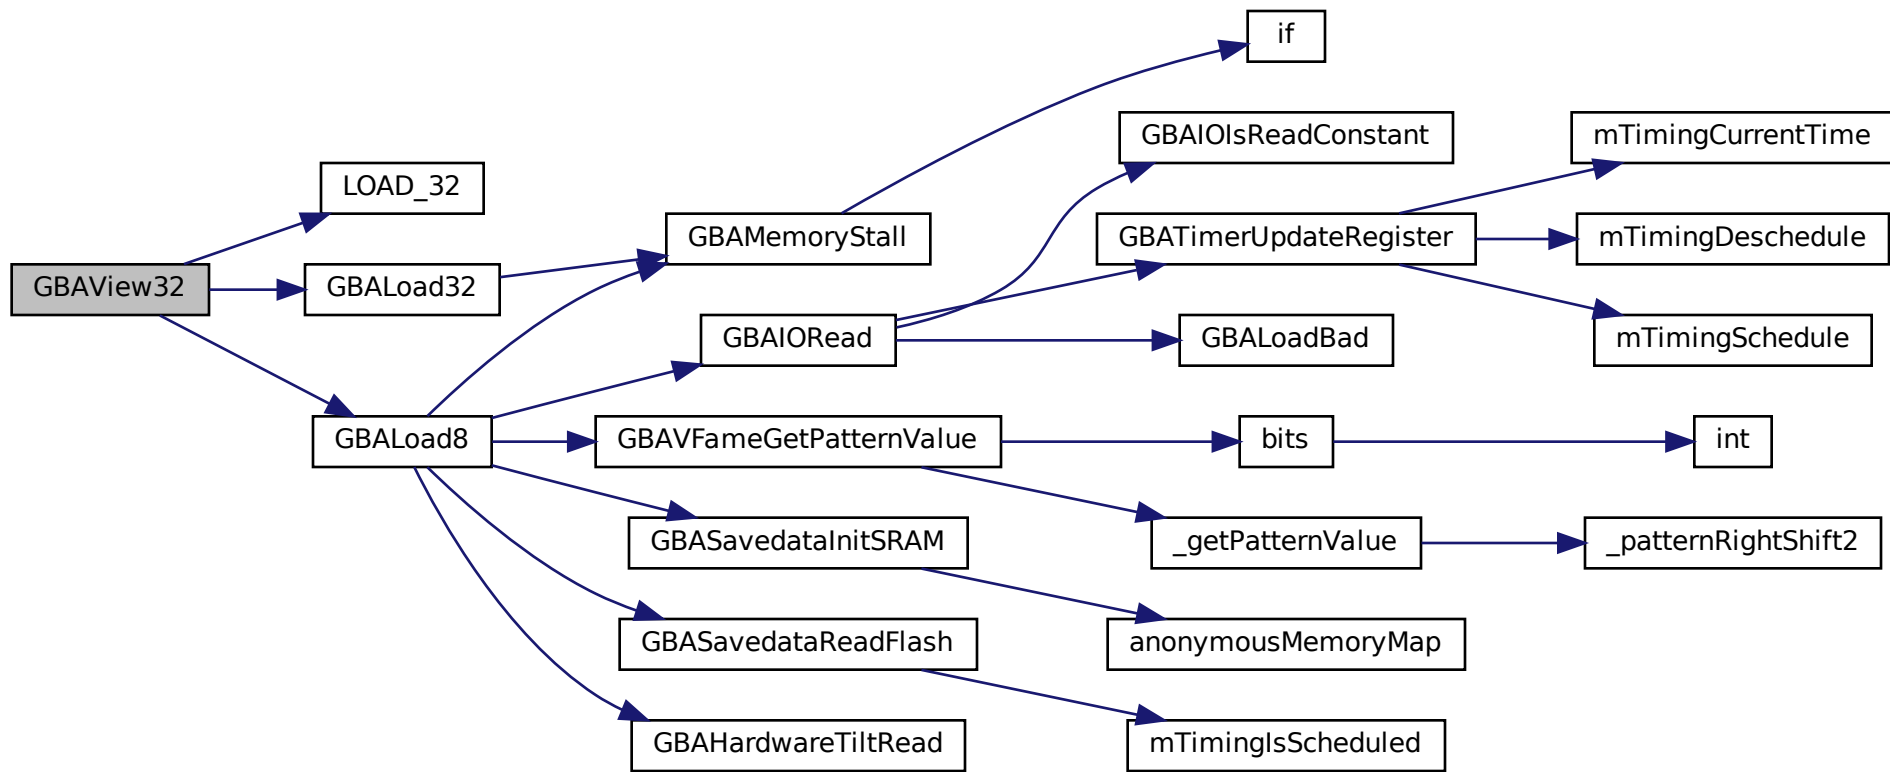 if
GBAIOIsReadConstant
mTimingCurrentTime
LOAD_32
GBAMemoryStall
GBATimerUpdateRegister
mTimingDeschedule
GBAView32
GBALoad32
GBAIORead
GBALoadBad
mTimingSchedule
GBALoad8
GBAVFameGetPatternValue
bits
int
GBASavedataInitSRAM
_getPatternValue
_patternRightShift2
GBASavedataReadFlash
anonymousMemoryMap
GBAHardwareTiltRead
mTimingIsScheduled